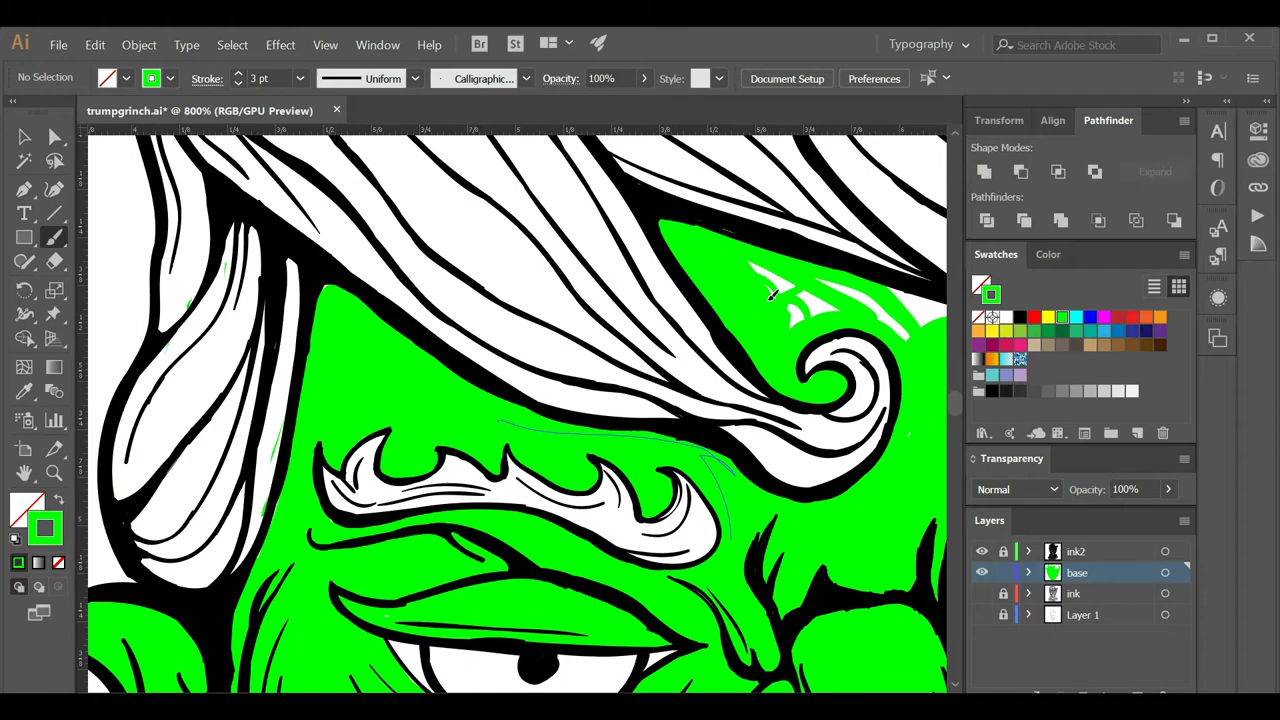 Ai File Edit Object Type Select Effect View Window Help Br St Typography Search Adobe Stock
No Selection Stroke: 3 pt Uniform Calligraphic... Opacity: 100% Style: Document Setup Preferences
trumpgrinch.ai* @ 800% (RGB/GPU Preview)
Transform Align Pathfinder
Shape Modes:
Expand
Pathfinders:
Swatches Color
Transparency
Normal Opacity: 100%
Layers
ink2
base
ink
Layer 1